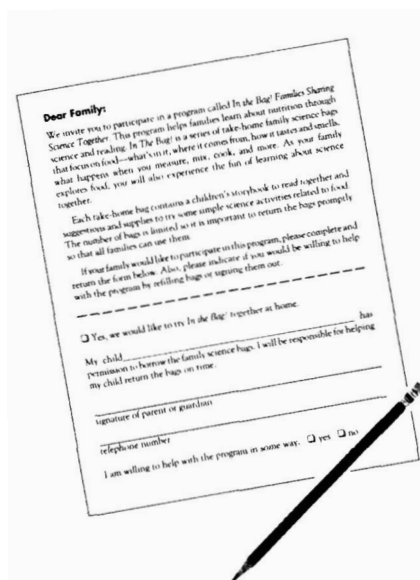 Dear Family:
We invite you to participate in a program called In the Bag! Families Sharing
Science Together. This program helps families learn about nutrition through
science and reading. In The Bag! is a series of take-home family science bags
that focus on food—what's in it, where it comes from, how it tastes and smells,
what happens when you measure, mix, cook, and more. As your family
explores food, you will also experience the fun of learning about science
together.
Each take-home bag contains a children's storybook to read together and
suggestions and supplies to try some simple science activities related to food.
The number of bags is limited so it is important to return the bags promptly
so that all families can use them.
If your family would like to participate in this program, please complete and
return the form below. Also, please indicate if you would be willing to help
with the program by refilling bags or signing them out.
Yes, we would like to try In the Bag! together at home.
My child has
permission to borrow the family science bags. I will be responsible for helping
my child return the bags on time.
signature of parent or guardian
telephone number
I am willing to help with the program in some way. yes no